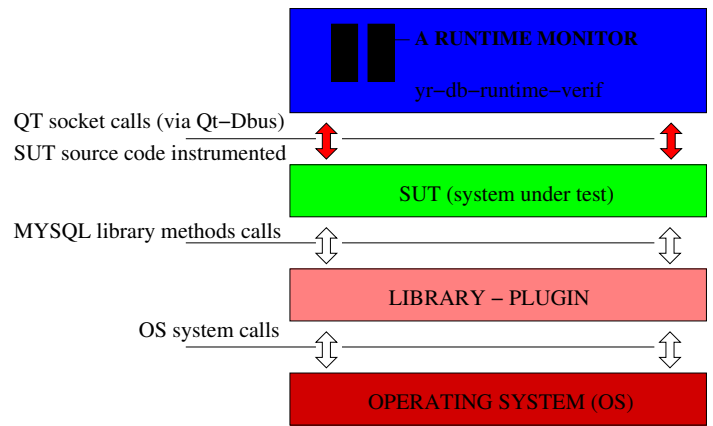 A RUNTIME MONITOR
yr−db−runtime−verif
QT socket calls (via Qt−Dbus)
SUT source code instrumented
SUT (system under test)
MYSQL library methods calls
LIBRARY − PLUGIN
OS system calls
OPERATING SYSTEM (OS)